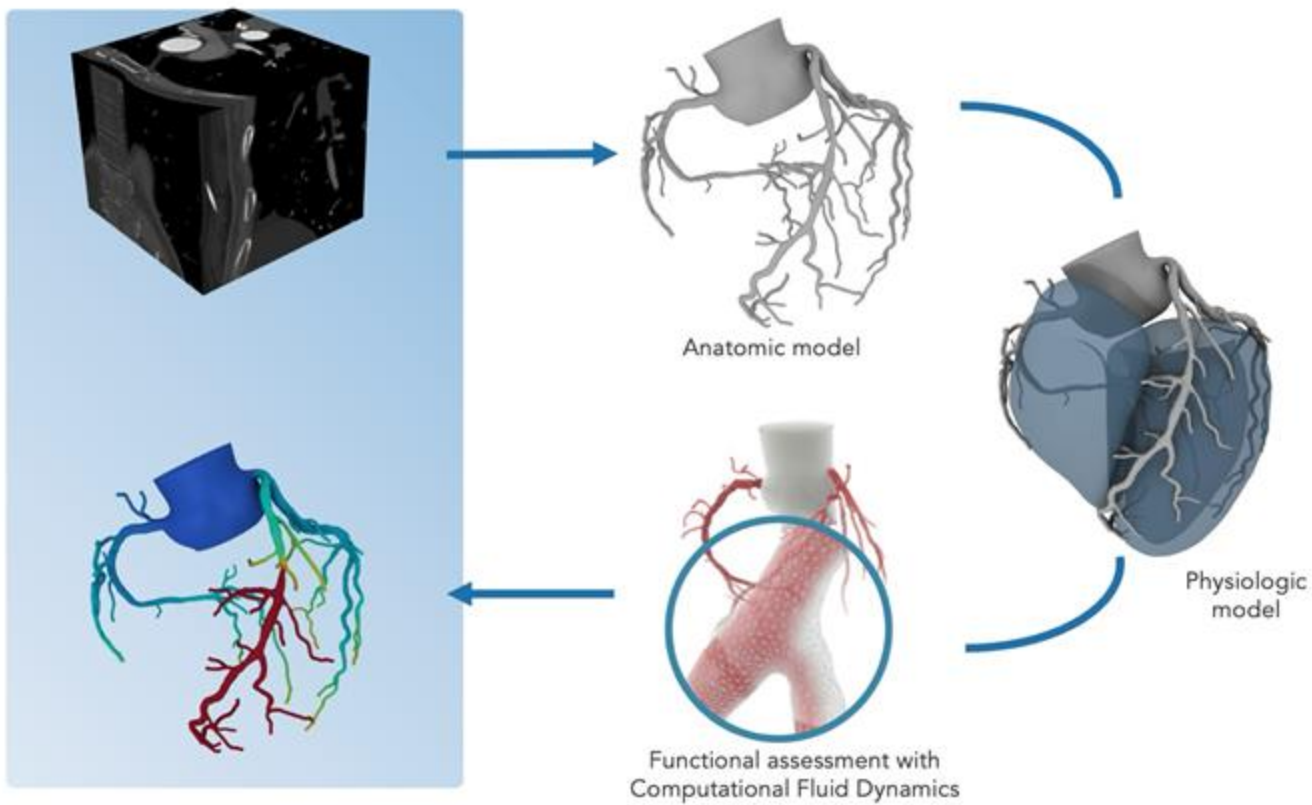 Anatomic model
Physiologic
model
Functional assessment with
Computational Fluid Dynamics